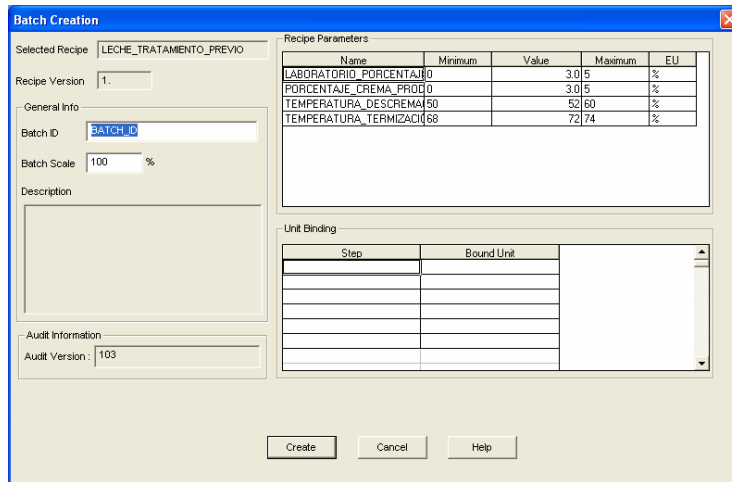 Batch Creation
Selected Recipe LECHE_TRATAMIENTO_PREVIO
Recipe Version 1.
General Info
Batch ID BATCH_ID
Batch Scale 100 %
Description
Audit Information
Audit Version : 103
Recipe Parameters
Name Minimum Value Maximum EU
LABORATORIO_PORCENTAJ 0 3.0 5 %
PORCENTAJE_CREMA_PROD 0 3.0 5 %
TEMPERATURA_DESCREMA 50 52 60 %
TEMPERATURA_TERMIZACI 68 72 74 %
Unit Binding
Step Bound Unit
Create Cancel Help